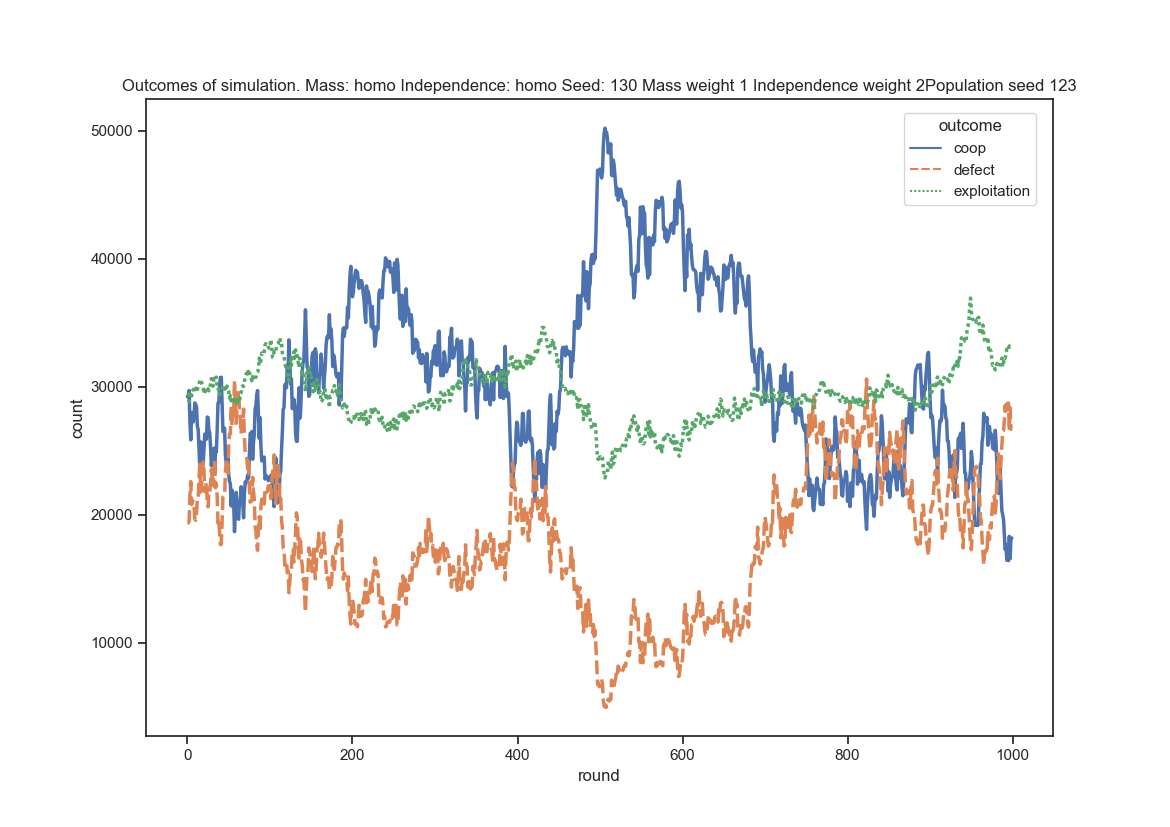 Outcomes of simulation. Mass: homo Independence: homo Seed: 130 Mass weight 1 Independence weight 2Population seed 123
outcome
coop
defect
exploitation
50000
40000
30000
20000
10000
count
0 200 400 600 800 1000
round